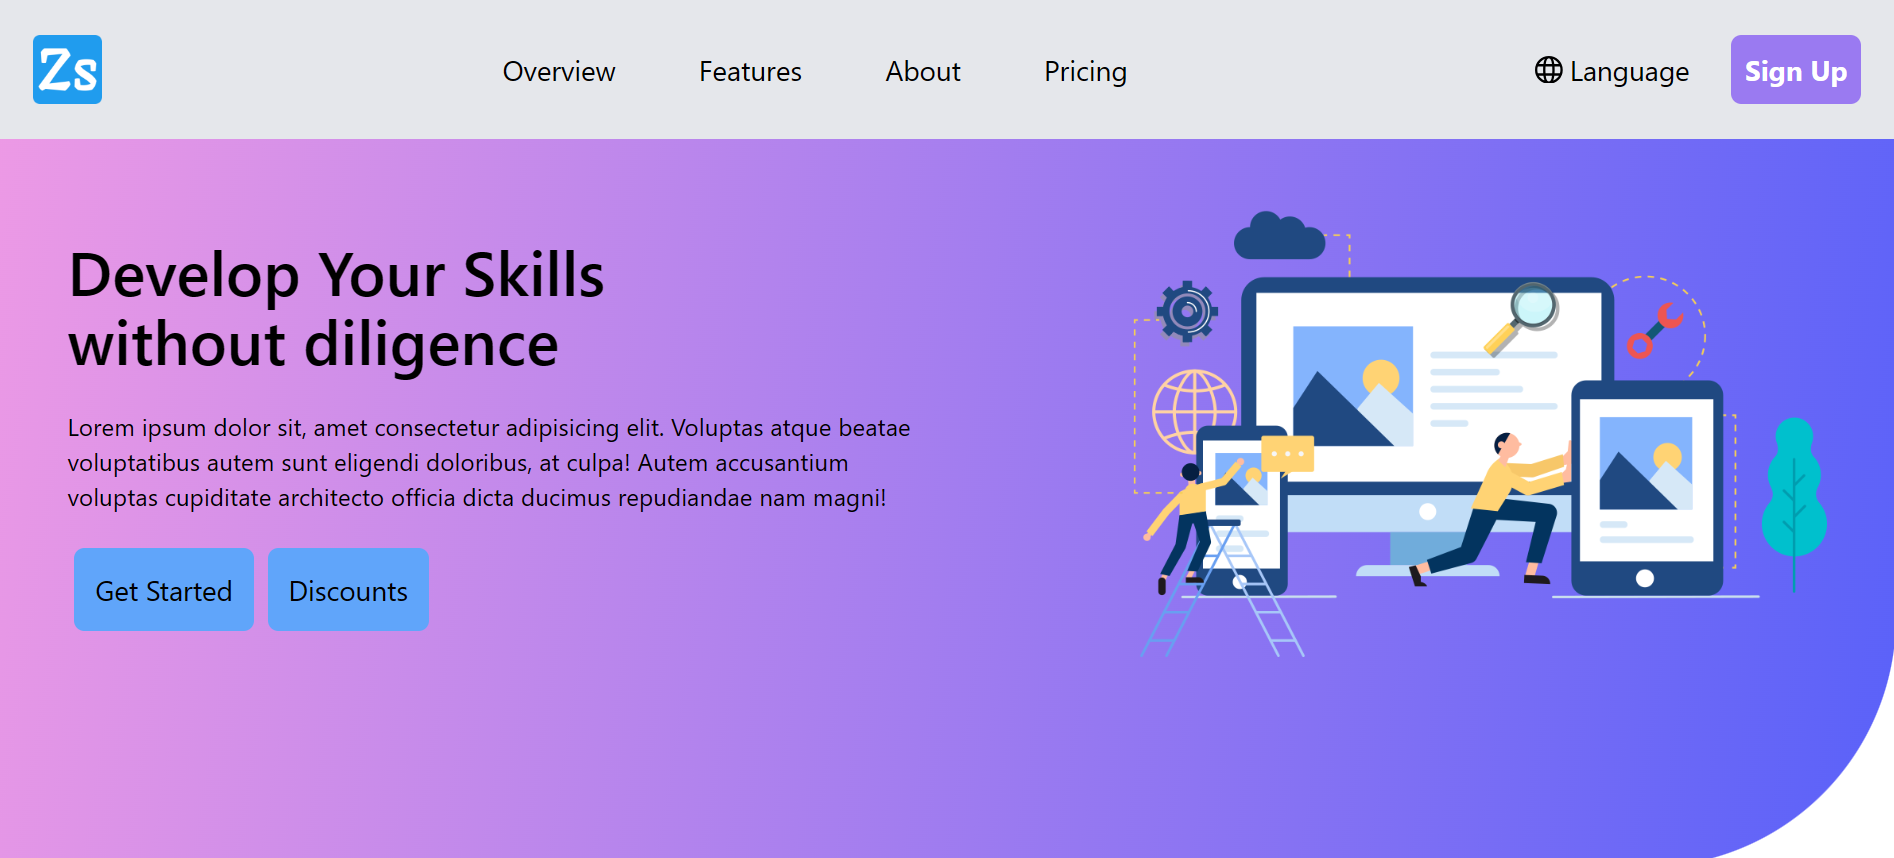 Zs
Overview
Features
About
Pricing
Language
Sign Up
Develop Your Skills
without diligence
Lorem ipsum dolor sit, amet consectetur adipisicing elit. Voluptas atque beatae
voluptatibus autem sunt eligendi doloribus, at culpa! Autem accusantium
voluptas cupiditate architecto officia dicta ducimus repudiandae nam magni!
Get Started
Discounts